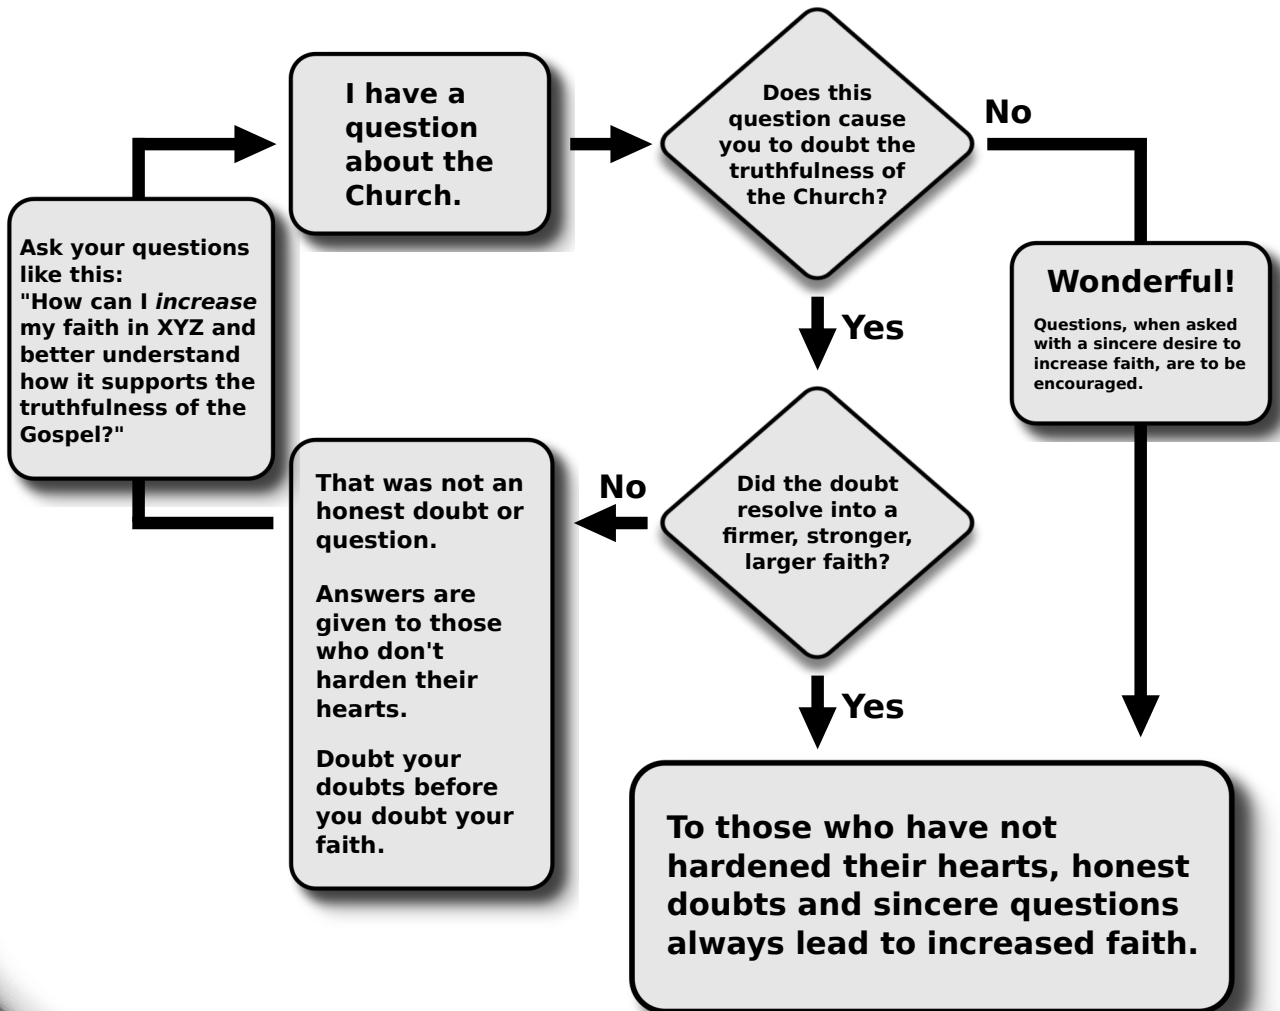 I have a
question
about the
Church.
Does this
question cause
you to doubt the
truthfulness of
the Church?
No
Wonderful!
Questions, when asked
with a sincere desire to
increase faith, are to be
encouraged.
Yes
Did the doubt
resolve into a
firmer, stronger,
larger faith?
No
That was not an
honest doubt or
question.
Answers are
given to those
who don't
harden their
hearts.
Doubt your
doubts before
you doubt your
faith.
Ask your questions
like this:
"How can I increase
my faith in XYZ and
better understand
how it supports the
truthfulness of the
Gospel?"
Yes
To those who have not
hardened their hearts, honest
doubts and sincere questions
always lead to increased faith.